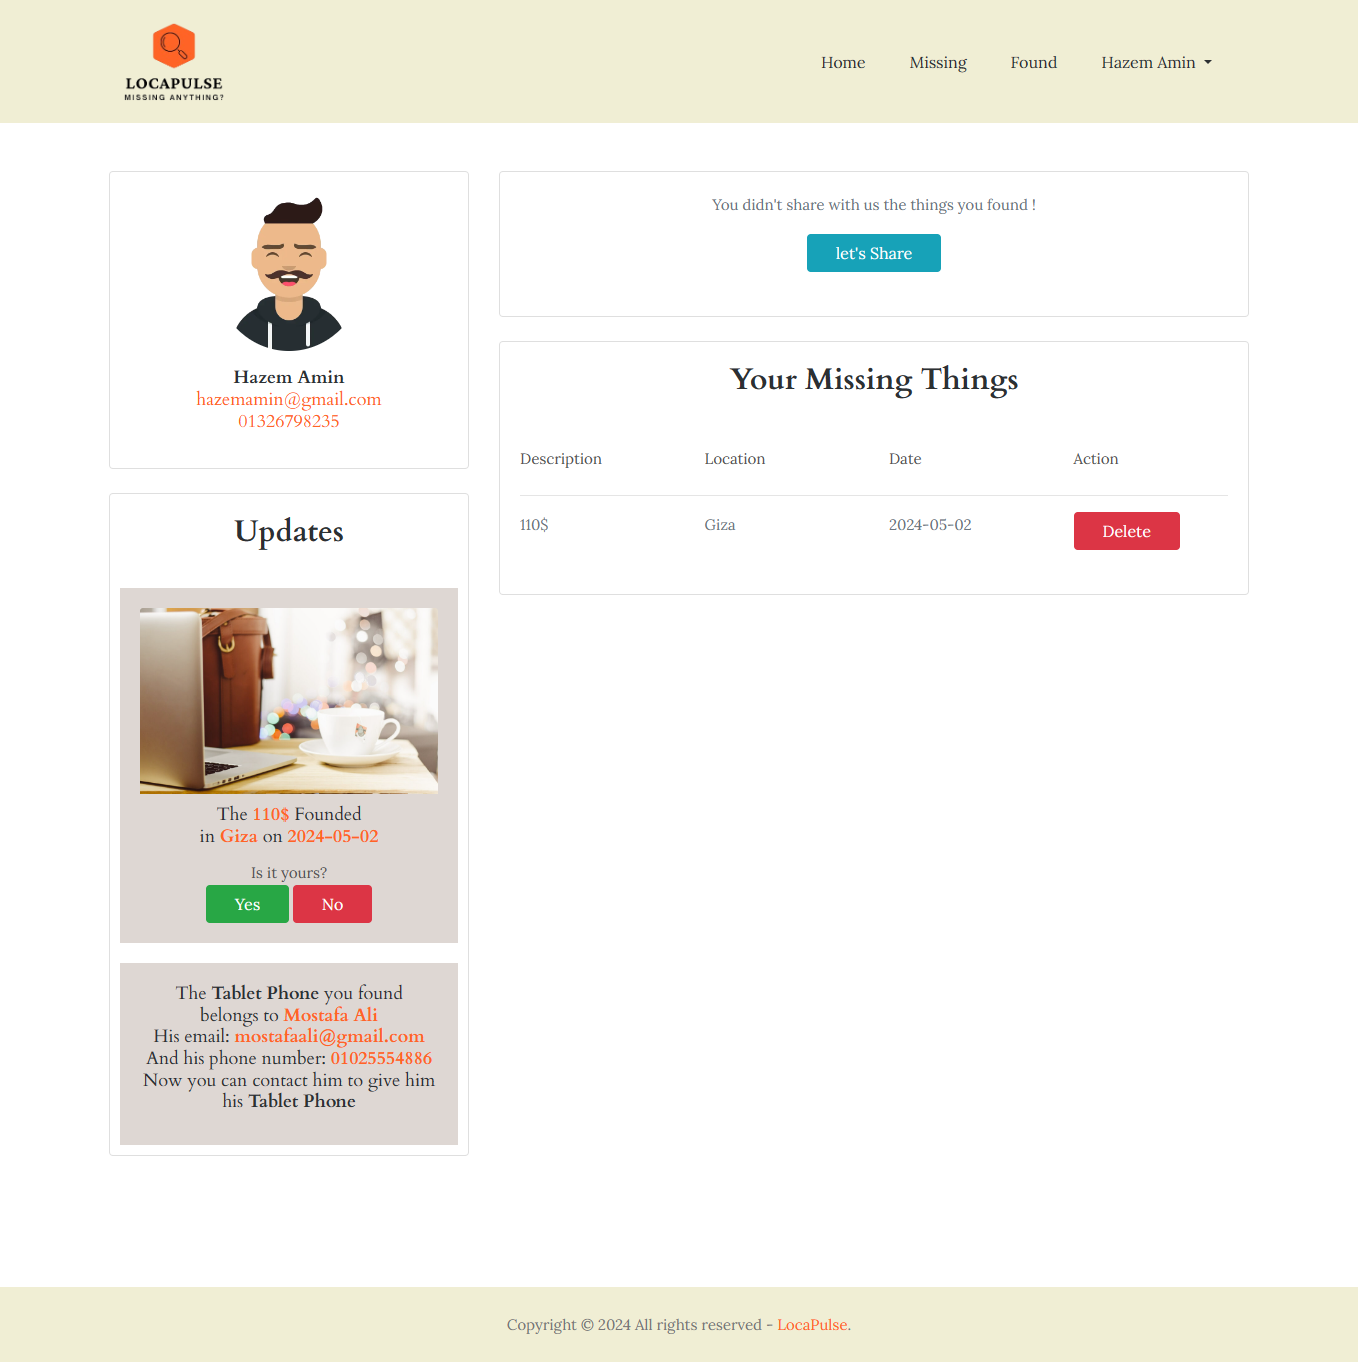 LOCAPULSE
MISSING ANYTHING?
Home
Missing
Found
Hazem Amin
Hazem Amin
hazemamin@gmail.com
01326798235
Updates
The 110$ Founded
in Giza on 2024-05-02
Is it yours?
Yes
No
The Tablet Phone you found
belongs to Mostafa Ali
His email: mostafaali@gmail.com
And his phone number: 01025554886
Now you can contact him to give him
his Tablet Phone
You didn't share with us the things you found !
let's Share
Your Missing Things
Description
Location
Date
Action
110$
Giza
2024-05-02
Delete
Copyright © 2024 All rights reserved - LocaPulse.